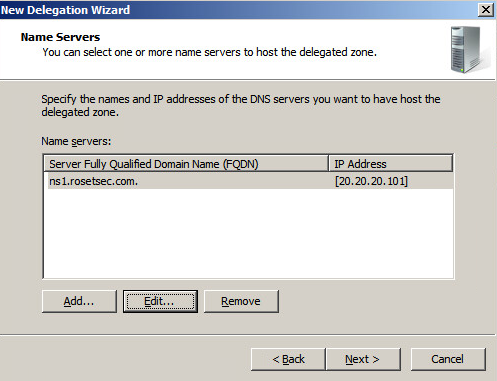 New Delegation Wizard
Name Servers
You can select one or more name servers to host the delegated zone.
Specify the names and IP addresses of the DNS servers you want to have host the
delegated zone.
Name servers:
Server Fully Qualified Domain Name (FQDN) IP Address
ns1.rosetsec.com. [20.20.20.101]
Add... Edit... Remove
< Back Next > Cancel